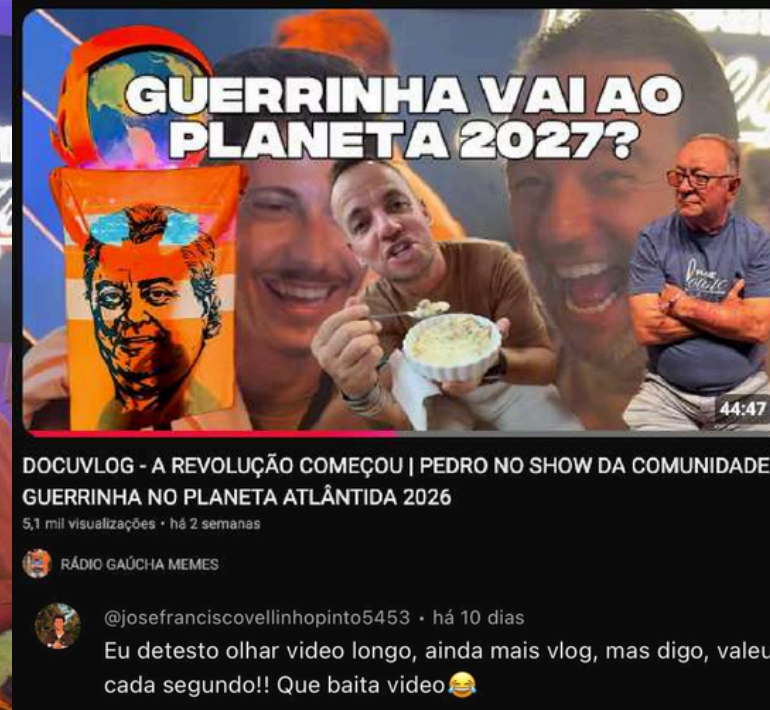 GUERRINHA VAI AO
PLANETA 2027?
44:47
DOCUVLOG - A REVOLUÇÃO COMEÇOU | PEDRO NO SHOW DA COMUNIDADE
GUERRINHA NO PLANETA ATLÂNTIDA 2026
5,1 mil visualizações • há 2 semanas
RÁDIO GAÚCHA MEMES
@josefranciscovellinhopinto5453 • há 10 dias
Eu detesto olhar video longo, ainda mais vlog, mas digo, valeu
cada segundo!! Que baita video😂